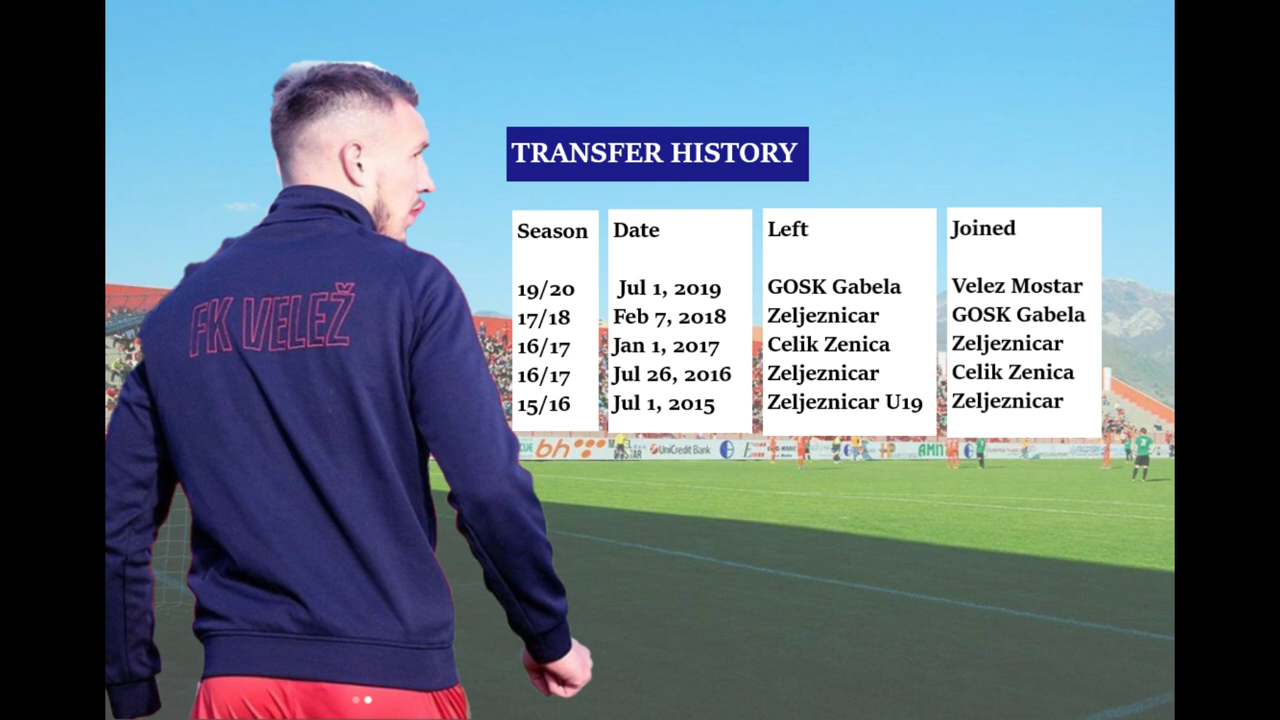 TRANSFER HISTORY
Season Date Left Joined
19/20 Jul 1, 2019 GOSK Gabela Velez Mostar
17/18 Feb 7, 2018 Zeljeznicar GOSK Gabela
16/17 Jan 1, 2017 Celik Zenica Zeljeznicar
16/17 Jul 26, 2016 Zeljeznicar Celik Zenica
15/16 Jul 1, 2015 Zeljeznicar U19 Zeljeznicar
FK VELEŽ
bh UniCredit Bank